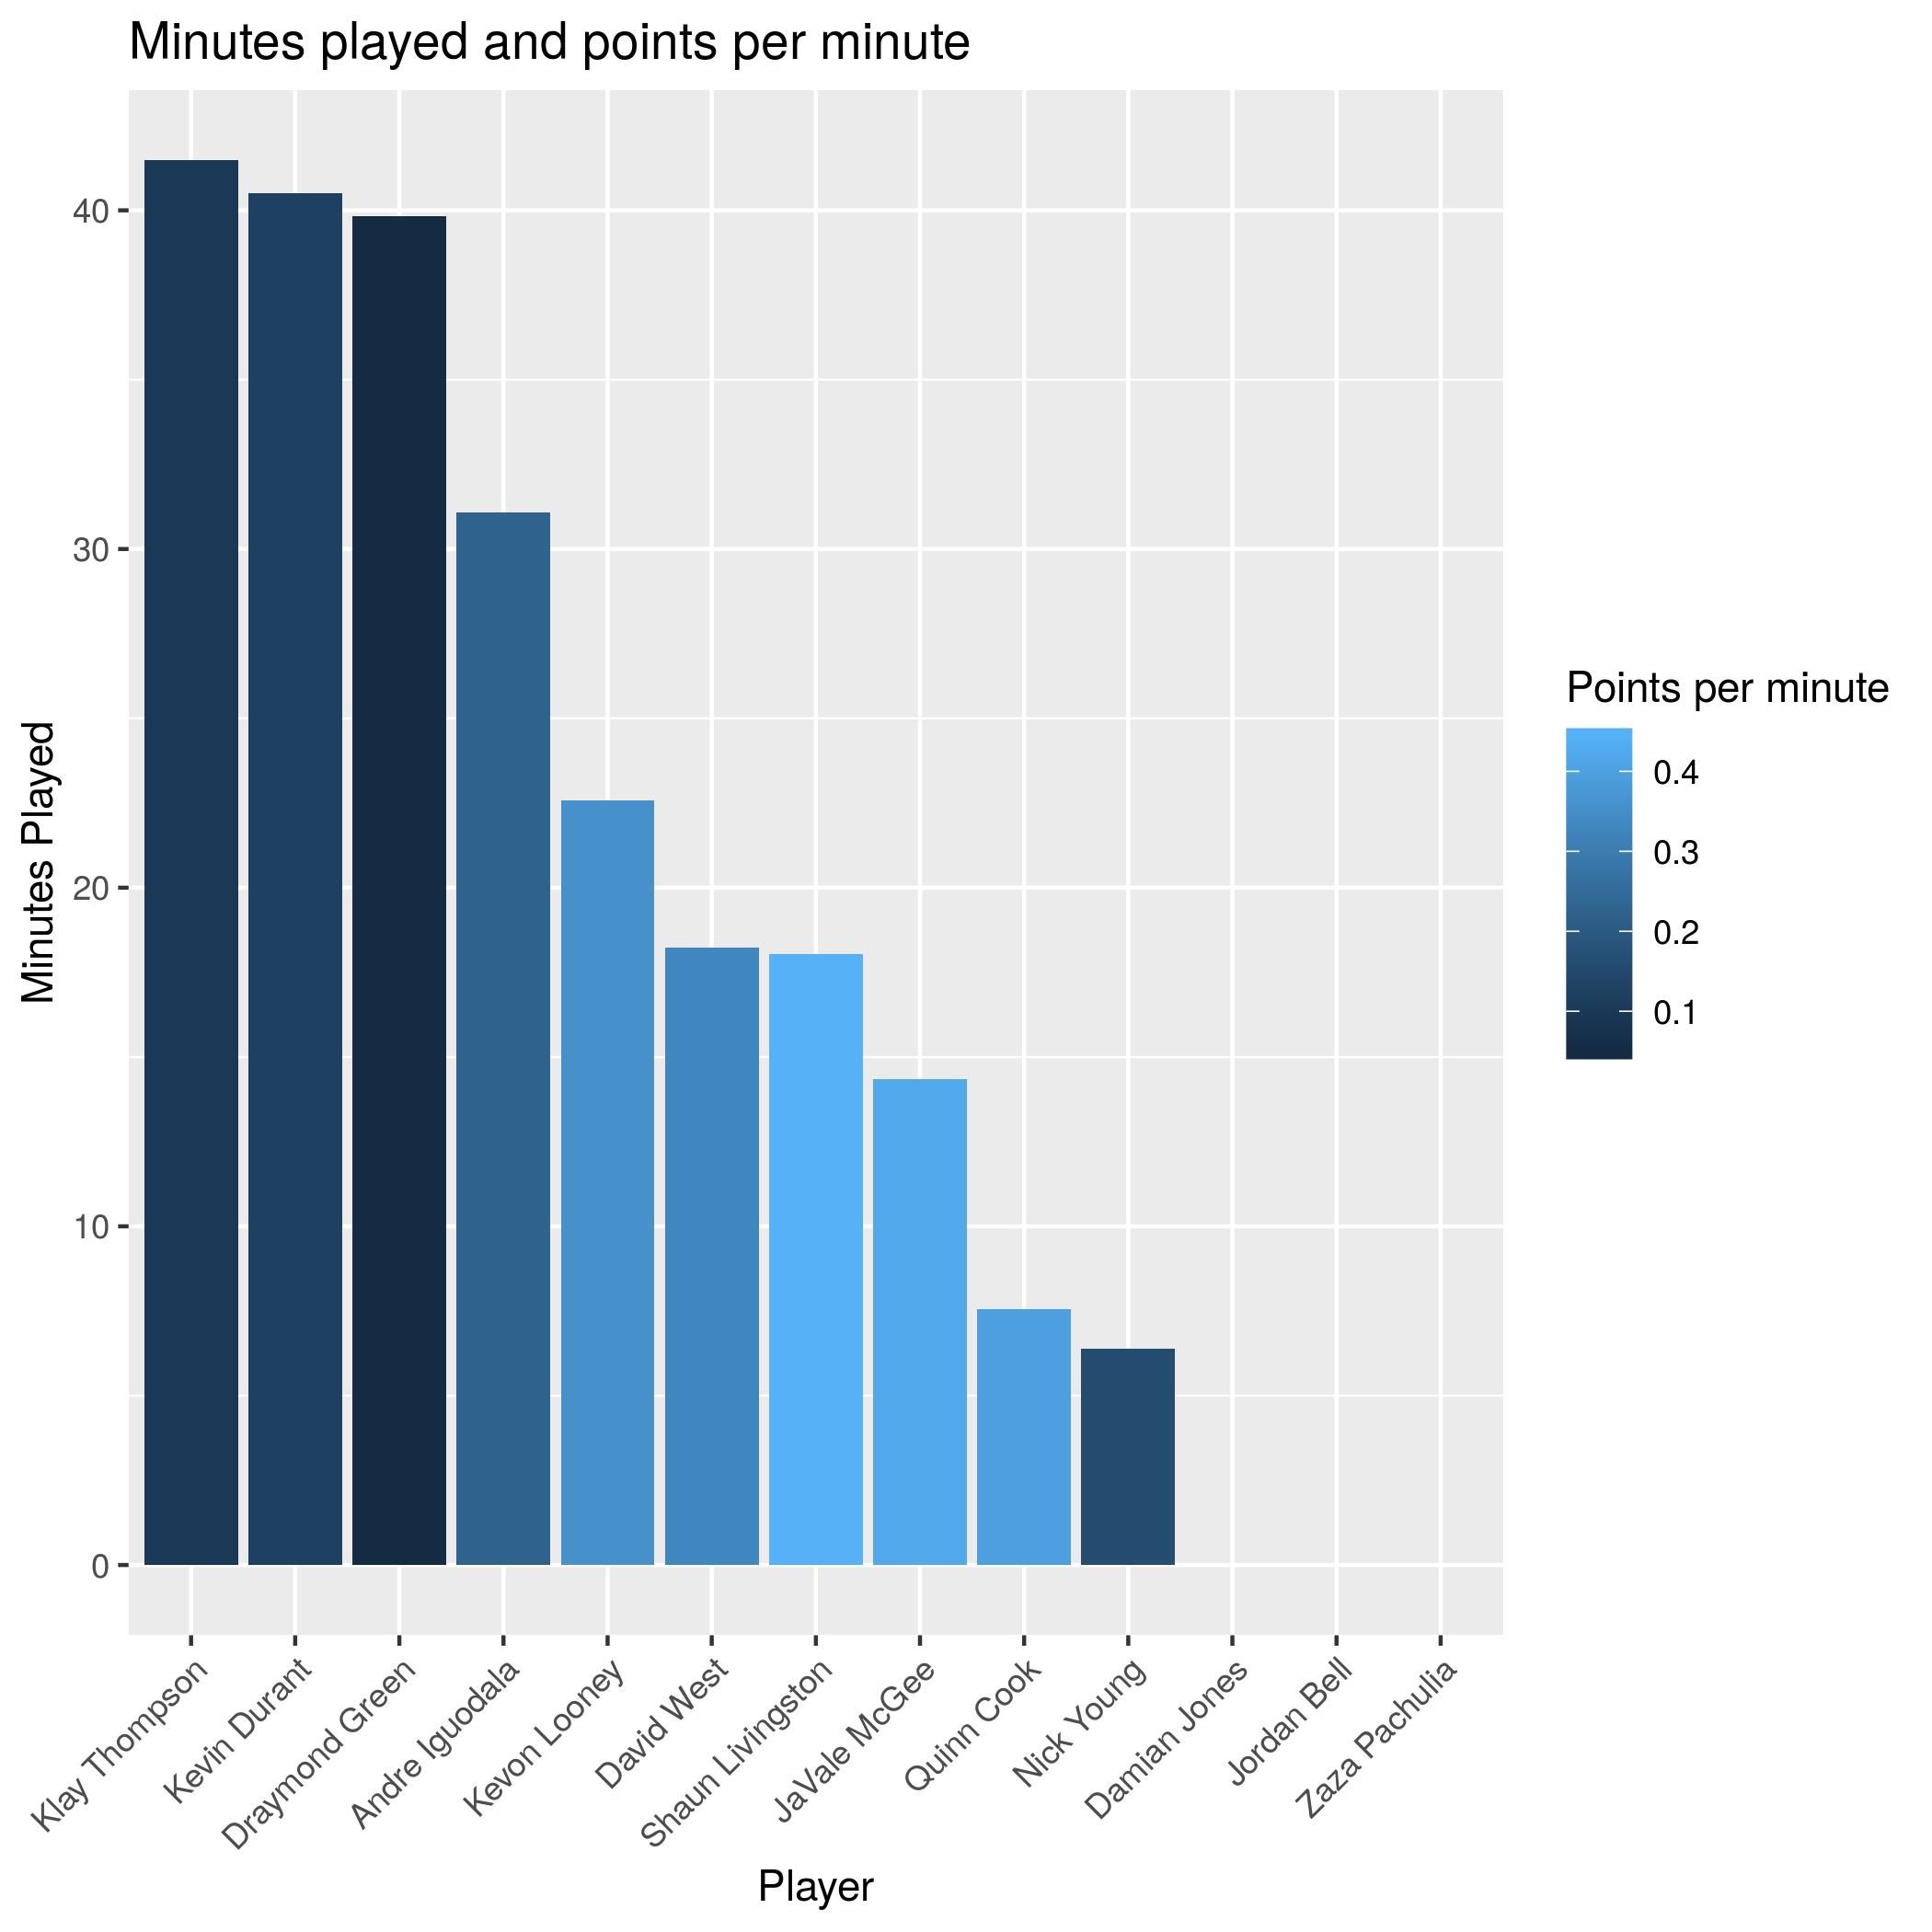 Minutes played and points per minute
Minutes Played
40
30
20
10
0
Klay Thompson
Kevin Durant
Draymond Green
Andre Iguodala
Kevon Looney
David West
Shaun Livingston
JaVale McGee
Quinn Cook
Nick Young
Damian Jones
Jordan Bell
Zaza Pachulia
Player
Points per minute
0.4
0.3
0.2
0.1